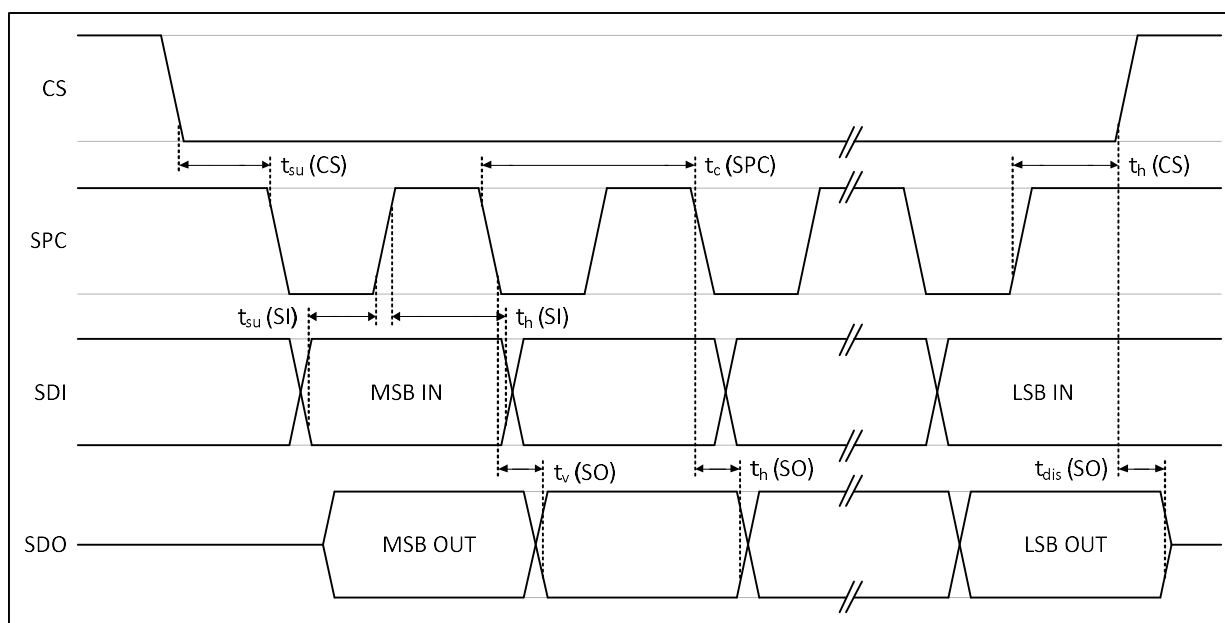 CS
t_su (CS)
t_c (SPC)
t_h (CS)
SPC
t_su (SI)
t_h (SI)
SDI
MSB IN
LSB IN
t_v (SO)
t_h (SO)
t_dis (SO)
SDO
MSB OUT
LSB OUT